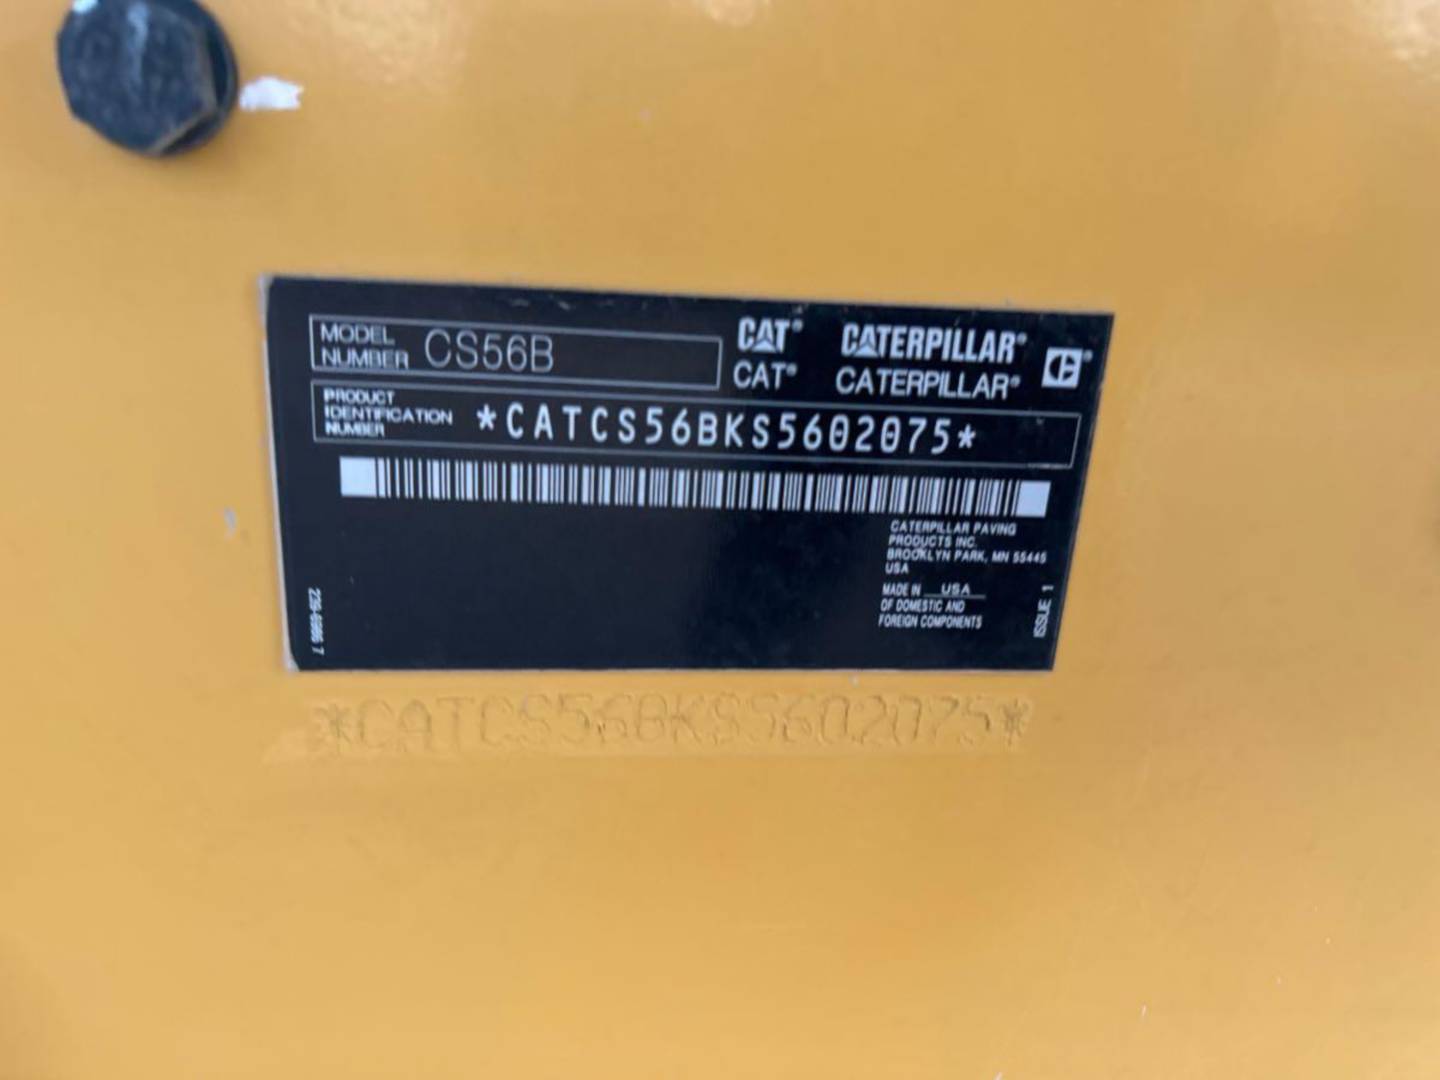 MODEL
NUMBER CS56B
CAT® CATERPILLAR®
CAT® CATERPILLAR®
PRODUCT
IDENTIFICATION
NUMBER
*CATCS56BKS5602075*
CATERPILLAR PAVING
PRODUCTS INC.
BROOKLYN PARK, MN 55445
USA
MADE IN USA
OF DOMESTIC AND
FOREIGN COMPONENTS
ISSUE 1
*CATCS56BKS5602075*